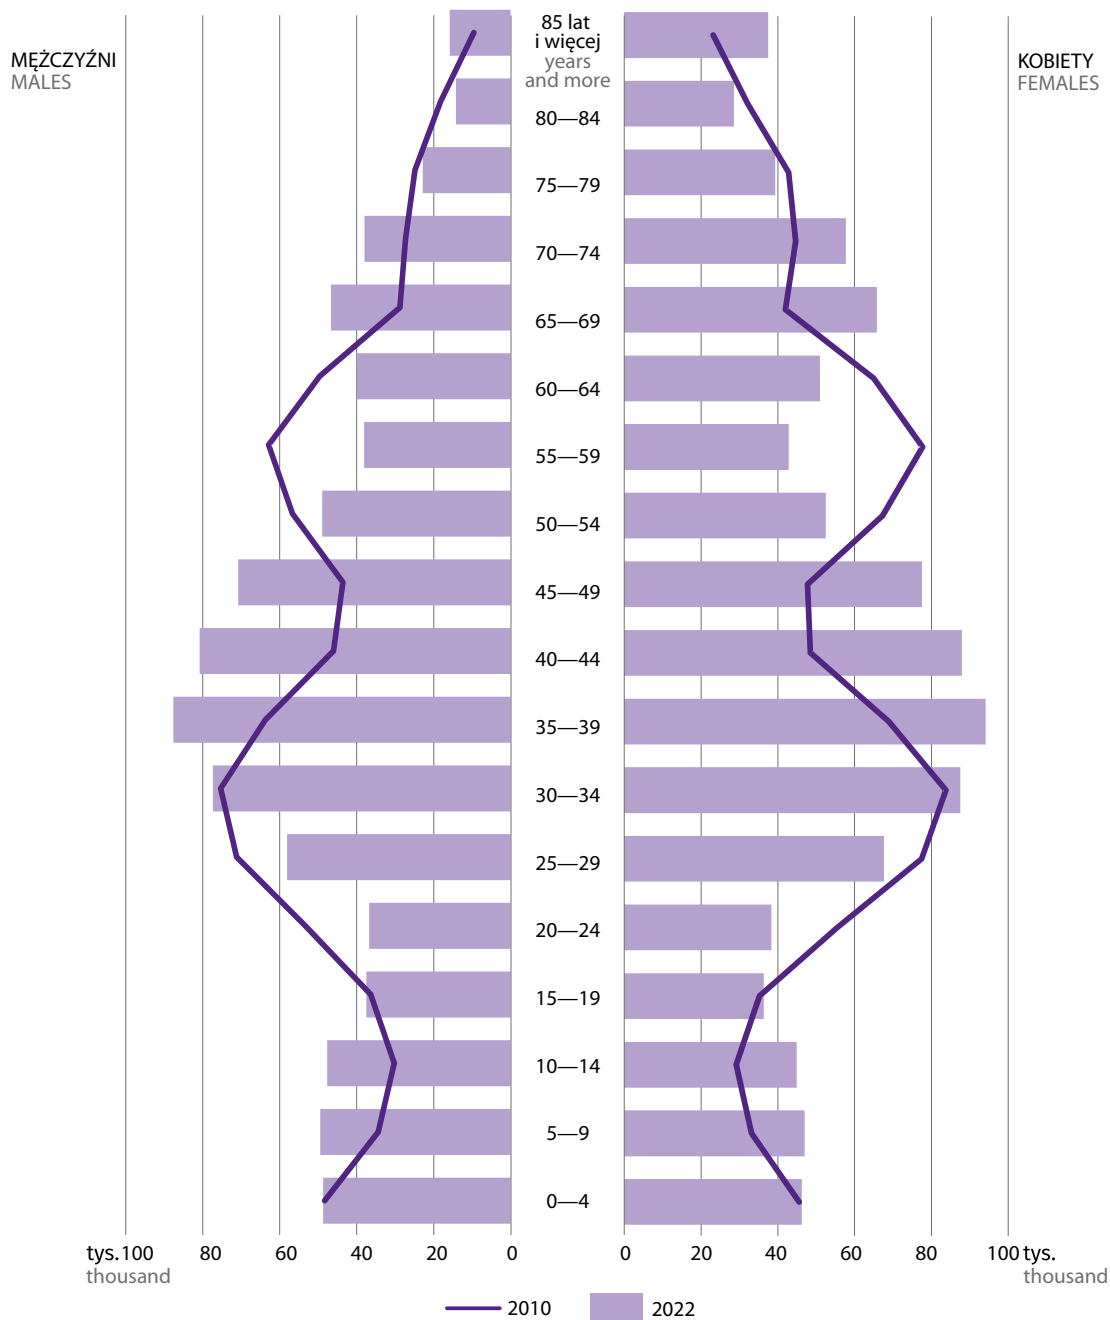 MĘŻCZYŹNI
MALES
85 lat
i więcej
years
and more
KOBIETY
FEMALES
80—84
75—79
70—74
65—69
60—64
55—59
50—54
45—49
40—44
35—39
30—34
25—29
20—24
15—19
10—14
5—9
0—4
tys. 100 80 60 40 20 0 0 20 40 60 80 100 tys.
thousand thousand
2010 2022